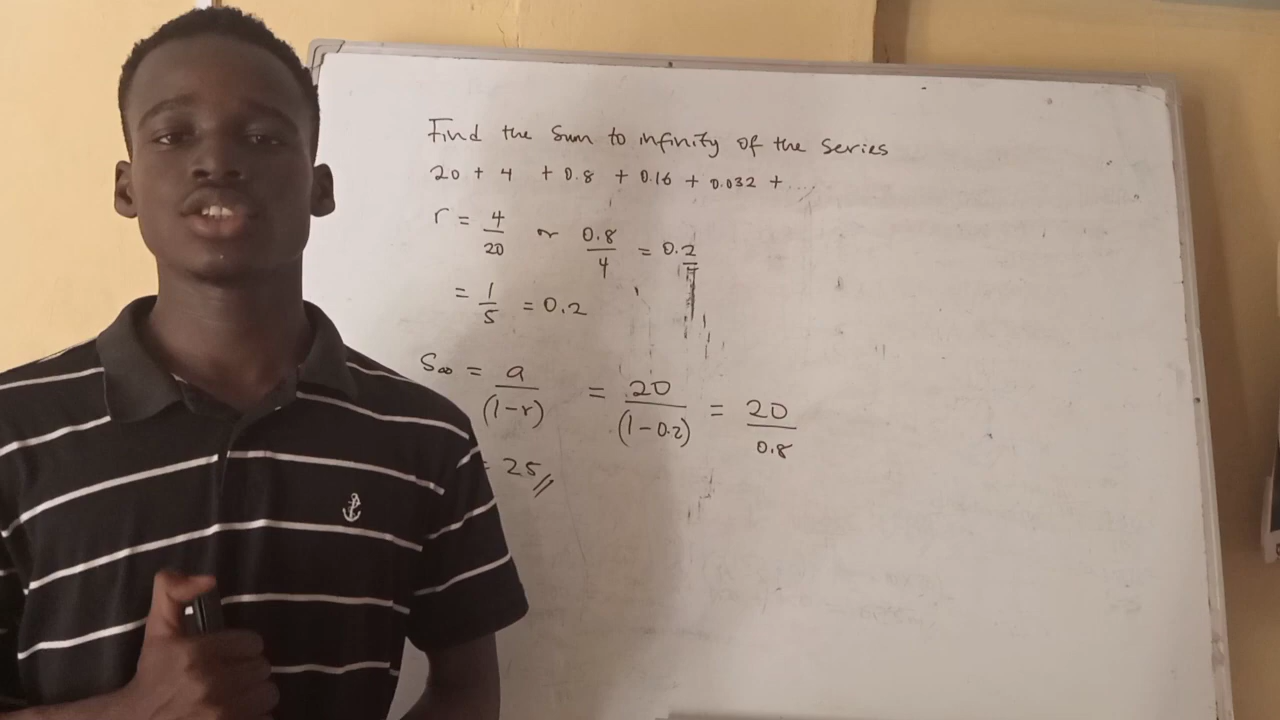 Find the Sum to infinity of the series
20 + 4 + 0.8 + 0.16 + 0.032 + ....
r = 4/20 or 0.8/4 = 0.2
= 1/5 = 0.2
S∞ = a/(1-r) = 20/(1-0.2) = 20/0.8
= 25//